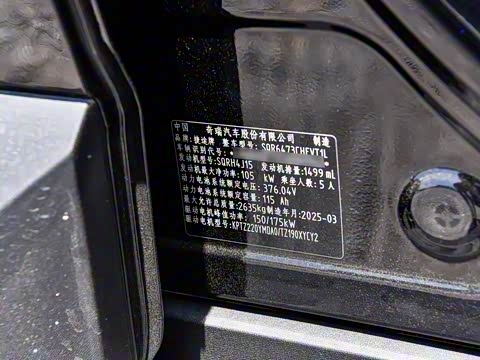 中国 奇瑞汽车股份有限公司 制造
品牌:捷途牌 整车型号: SQR6473CHEVT1L
车辆识别代号:*
发动机型号:SQRH4J15 发动机排量:1499 mL
发动机最大净功率:105 kW 乘坐人数:5 人
动力电池系统额定电压:376.04V
动力电池系统额定容量:115 Ah
最大允许总质量:2635kg 制造年月:2025-03
驱动电机峰值功率:150/175kW
驱动电机型号:KPTZ220YMOA0/TZ190XYCY2